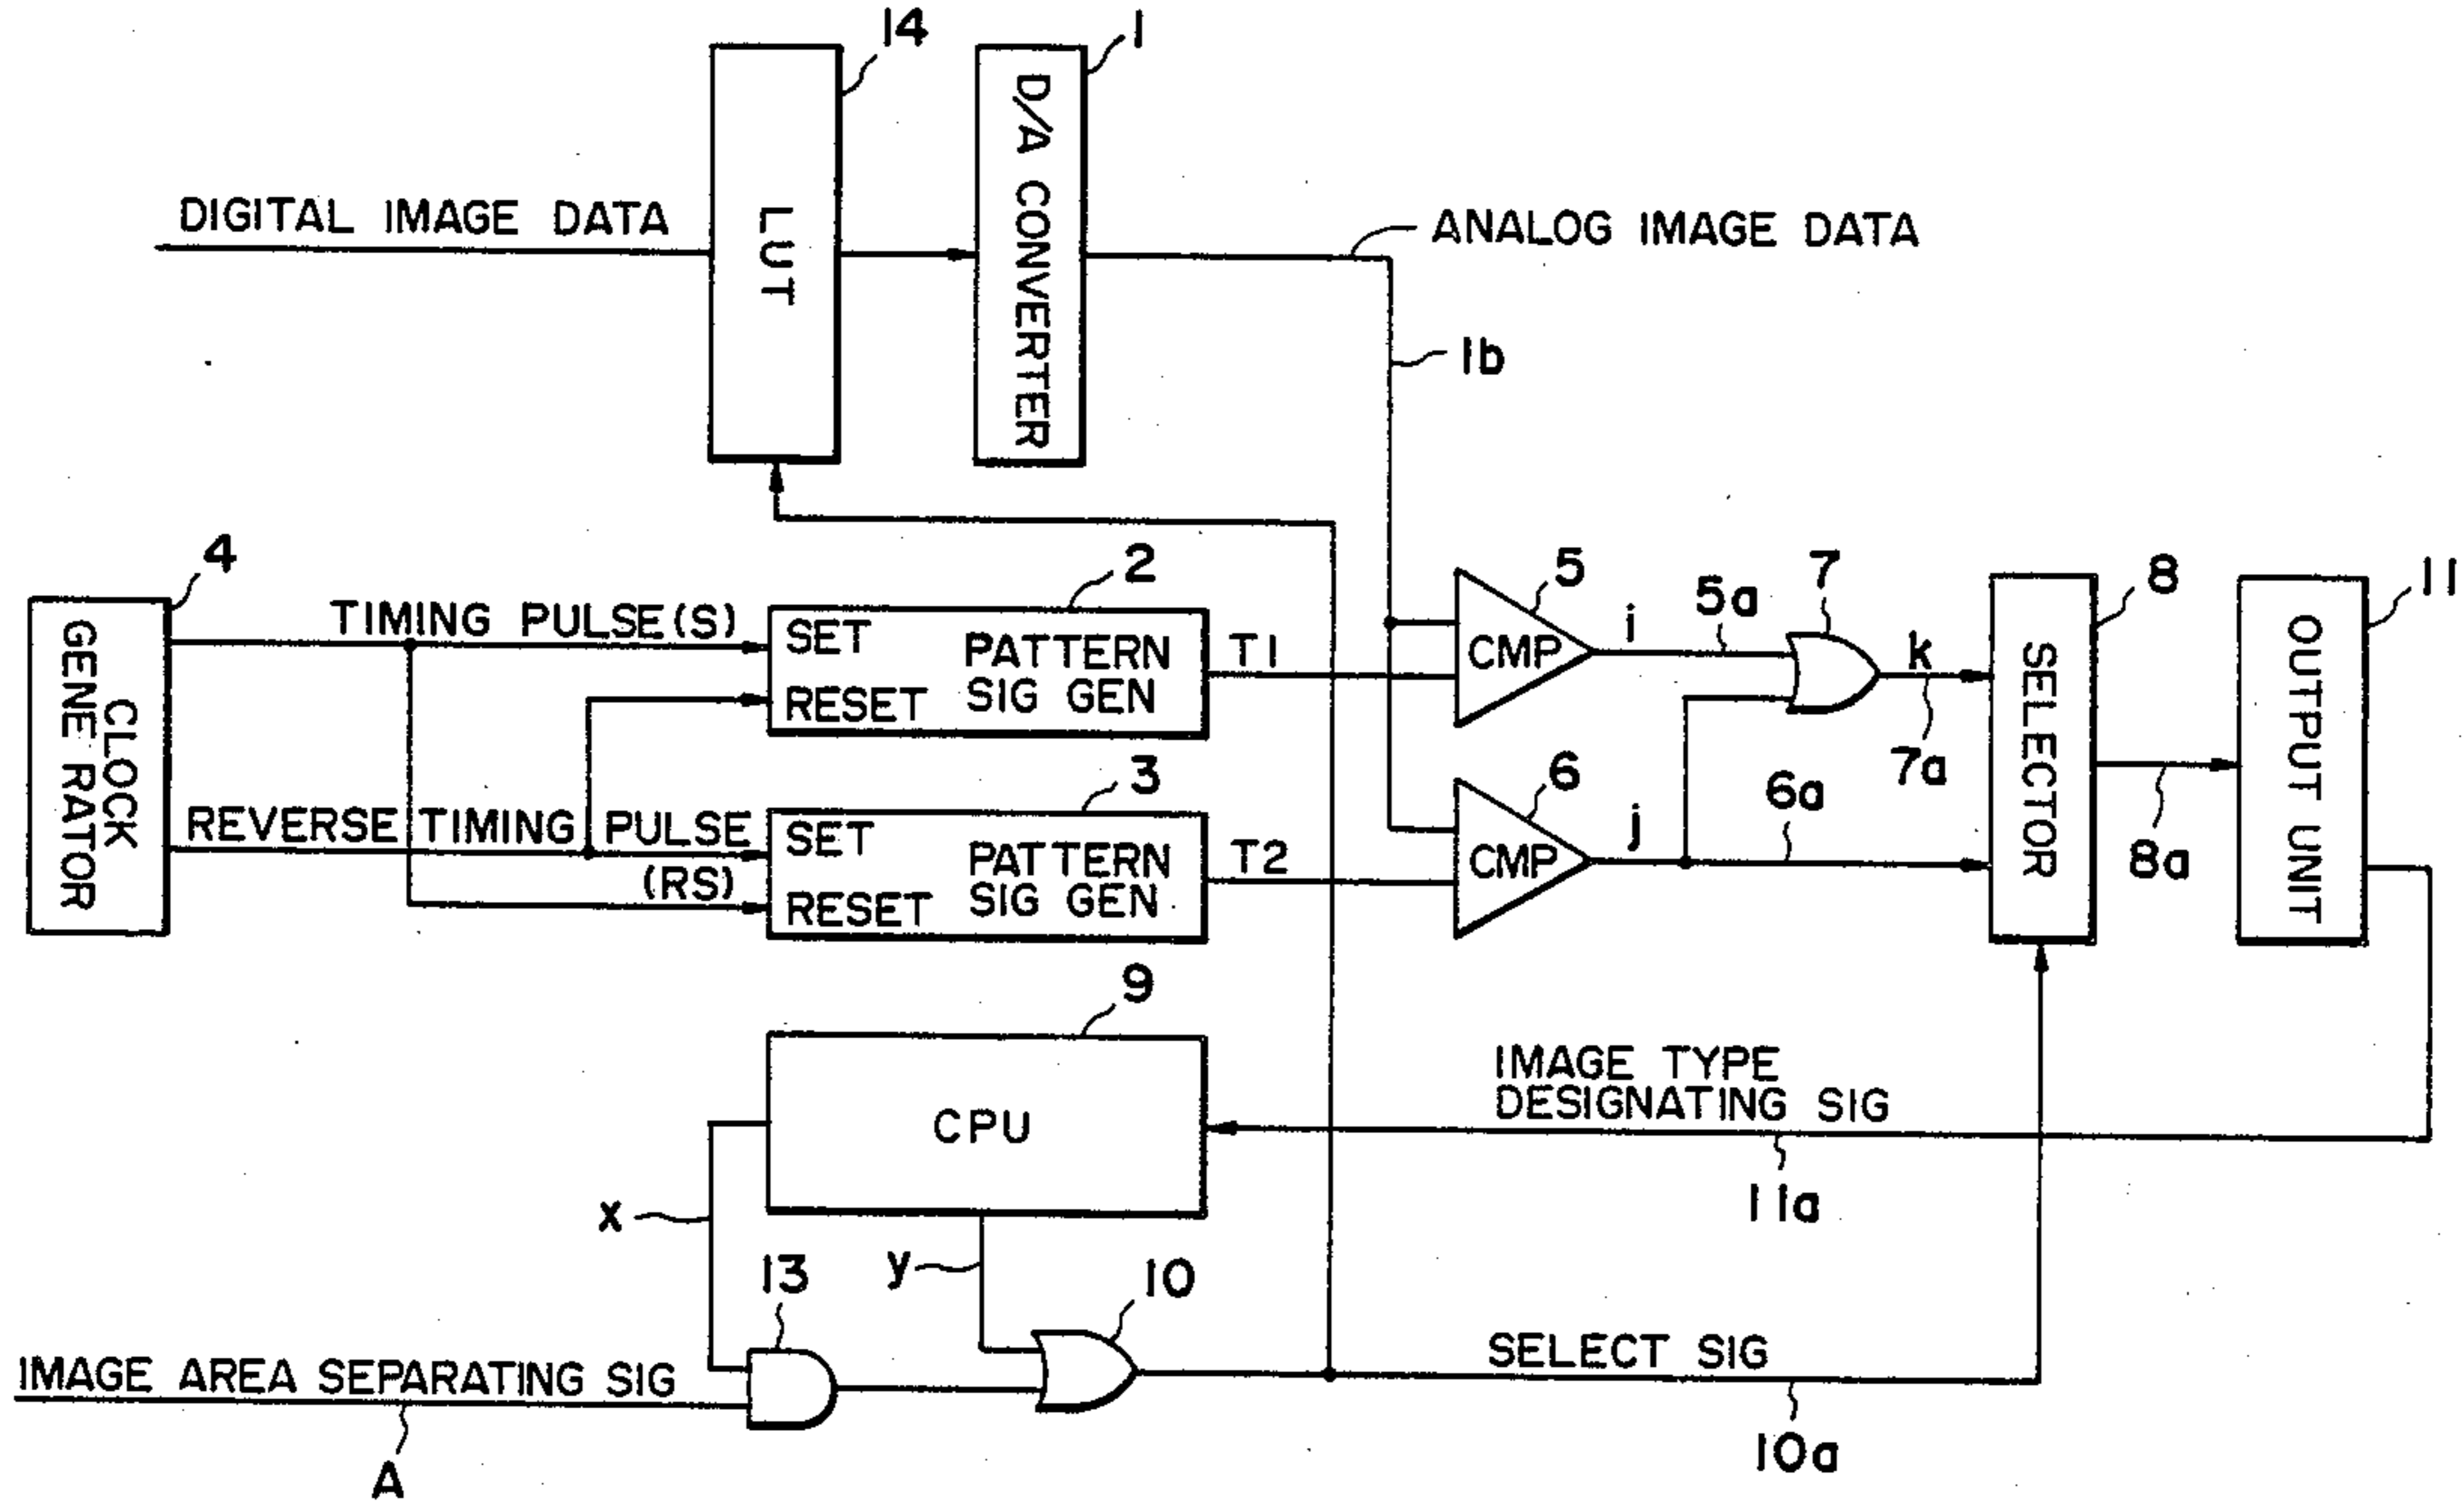 14
1
LUT
D/A CONVERTER
DIGITAL IMAGE DATA
ANALOG IMAGE DATA
1b
4
CLOCK
GENE RATOR
TIMING PULSE(S)
2
SET
RESET
PATTERN
SIG GEN
T1
REVERSE TIMING PULSE
(RS)
3
SET
RESET
PATTERN
SIG GEN
T2
5
CMP
i
5a
7
k
7a
6
CMP
j
6a
8
SELECTOR
8a
11
OUTPUT UNIT
9
CPU
IMAGE TYPE
DESIGNATING SIG
11a
x
y
13
10
IMAGE AREA SEPARATING SIG
A
SELECT SIG
10a